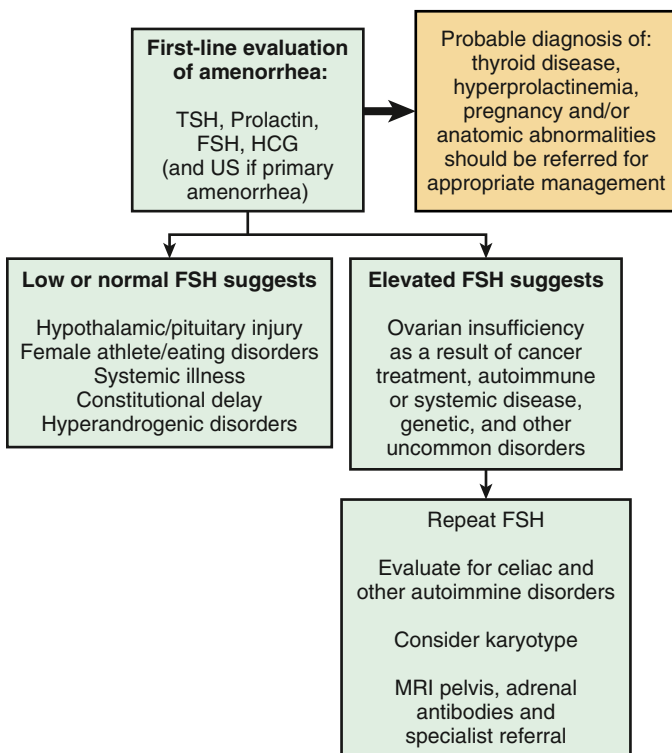 First-line evaluation
of amenorrhea:
TSH, Prolactin,
FSH, HCG
(and US if primary
amenorrhea)
Probable diagnosis of:
thyroid disease,
hyperprolactinemia,
pregnancy and/or
anatomic abnormalities
should be referred for
appropriate management
Low or normal FSH suggests
Hypothalamic/pituitary injury
Female athlete/eating disorders
Systemic illness
Constitutional delay
Hyperandrogenic disorders
Elevated FSH suggests
Ovarian insufficiency
as a result of cancer
treatment, autoimmune
or systemic disease,
genetic, and other
uncommon disorders
Repeat FSH
Evaluate for celiac and
other autoimmine disorders
Consider karyotype
MRI pelvis, adrenal
antibodies and
specialist referral